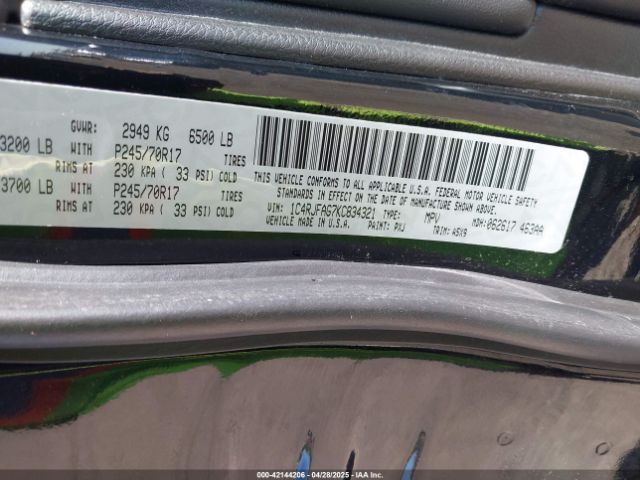 GVWR: 2949 KG 6500 LB
3200 LB WITH P245/70R17 TIRES
RIMS AT 230 KPA ( 33 PSI) COLD
3700 LB WITH P245/70R17 TIRES
RIMS AT 230 KPA ( 33 PSI) COLD
THIS VEHICLE CONFORMS TO ALL APPLICABLE U.S.A. FEDERAL MOTOR VEHICLE SAFETY
STANDARDS IN EFFECT ON THE DATE OF MANUFACTURE SHOWN ABOVE.
VIN: 1C4RJFAG7KC834321 TYPE: MPV MDH: 062617 463AA
VEHICLE MADE IN U.S.A. PAINT: TRIM: A5X9
000-42144206 | 04/28/2025 | IAA Inc.